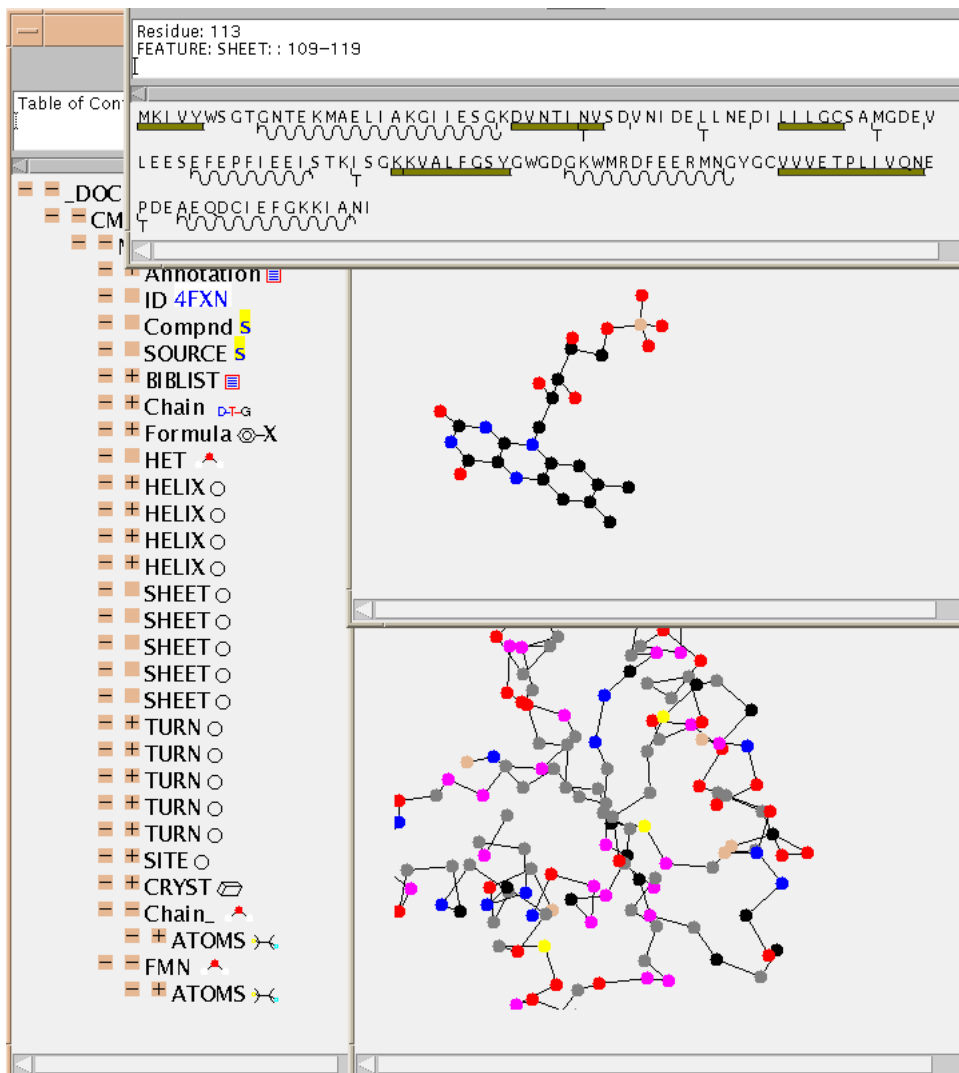 Residue: 113
FEATURE: SHEET: : 109-119
MKIVYWSGTGNTEKMAELIAKGIIESGKDVNTINVSDVNIDELLNEDILILGCSAMGDEV
LEESEFEPFIEEISTKISGKKVALFGSYGWGDGKWMRDFEERMNGYGCVVVETPLIVQNE
PDEAEQDCIEFGKKIANI
Table of Con
_DOC
CM
Annotation
ID 4FXN
Compnd s
SOURCE s
BIBLIST
Chain D-T-G
Formula -X
HET
HELIX
HELIX
HELIX
HELIX
SHEET
SHEET
SHEET
SHEET
SHEET
TURN
TURN
TURN
TURN
TURN
SITE
CRYST
Chain_
ATOMS
FMN
ATOMS